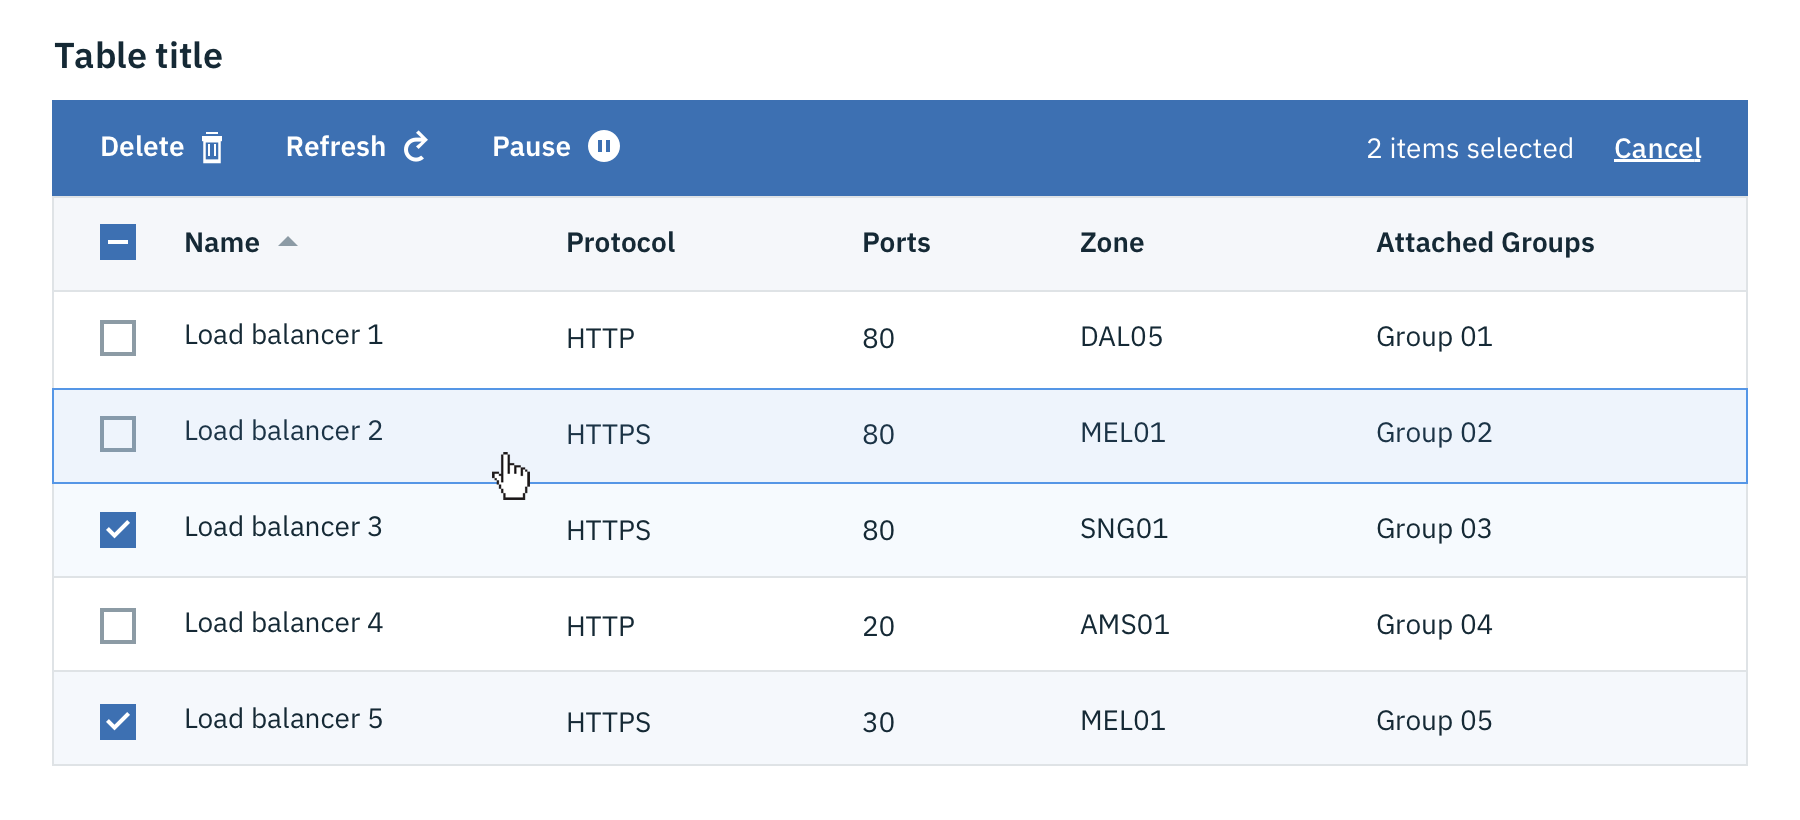 Table title
Delete Refresh Pause 2 items selected Cancel
Name Protocol Ports Zone Attached Groups
Load balancer 1 HTTP 80 DAL05 Group 01
Load balancer 2 HTTPS 80 MEL01 Group 02
Load balancer 3 HTTPS 80 SNG01 Group 03
Load balancer 4 HTTP 20 AMS01 Group 04
Load balancer 5 HTTPS 30 MEL01 Group 05